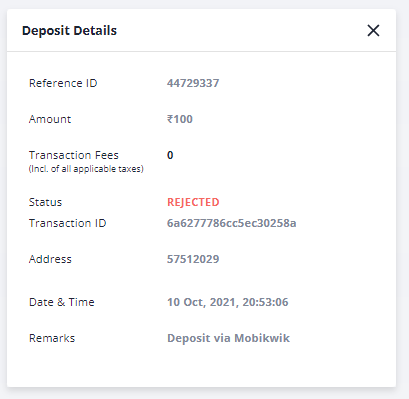 Deposit Details
Reference ID 44729337
Amount ₹100
Transaction Fees 0
(Incl. of all applicable taxes)
Status REJECTED
Transaction ID 6a6277786cc5ec30258a
Address 57512029
Date & Time 10 Oct, 2021, 20:53:06
Remarks Deposit via Mobikwik